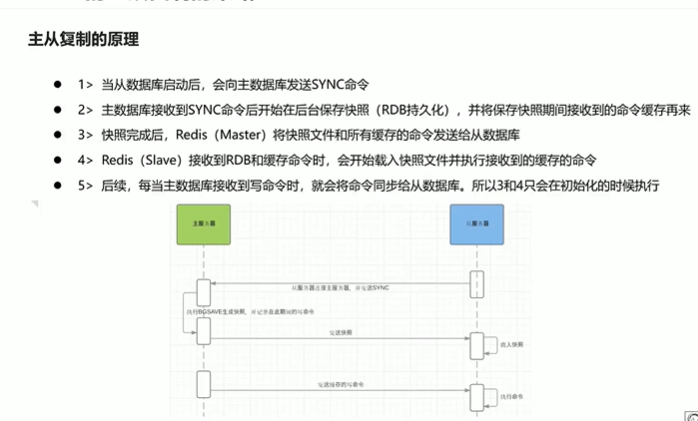 主从复制的原理
● 1> 当从数据库启动后，会向主数据库发送SYNC命令
● 2> 主数据库接收到SYNC命令后开始在后台保存快照（RDB持久化），并将保存快照期间接收到的命令缓存再来
● 3> 快照完成后，Redis（Master）将快照文件和所有缓存的命令发送给从数据库
● 4> Redis（Slave）接收到RDB和缓存命令时，会开始载入快照文件并执行接收到的缓存的命令
● 5> 后续，每当主数据库接收到写命令时，就会将命令同步给从数据库。所以3和4只会在初始化的时候执行
主服务器
从服务器
从服务器连接主服务器，并发送SYNC
执行BGSAVE生成快照，并记录在此期间的写命令
发送快照
载入快照
发送缓存的写命令
执行命令